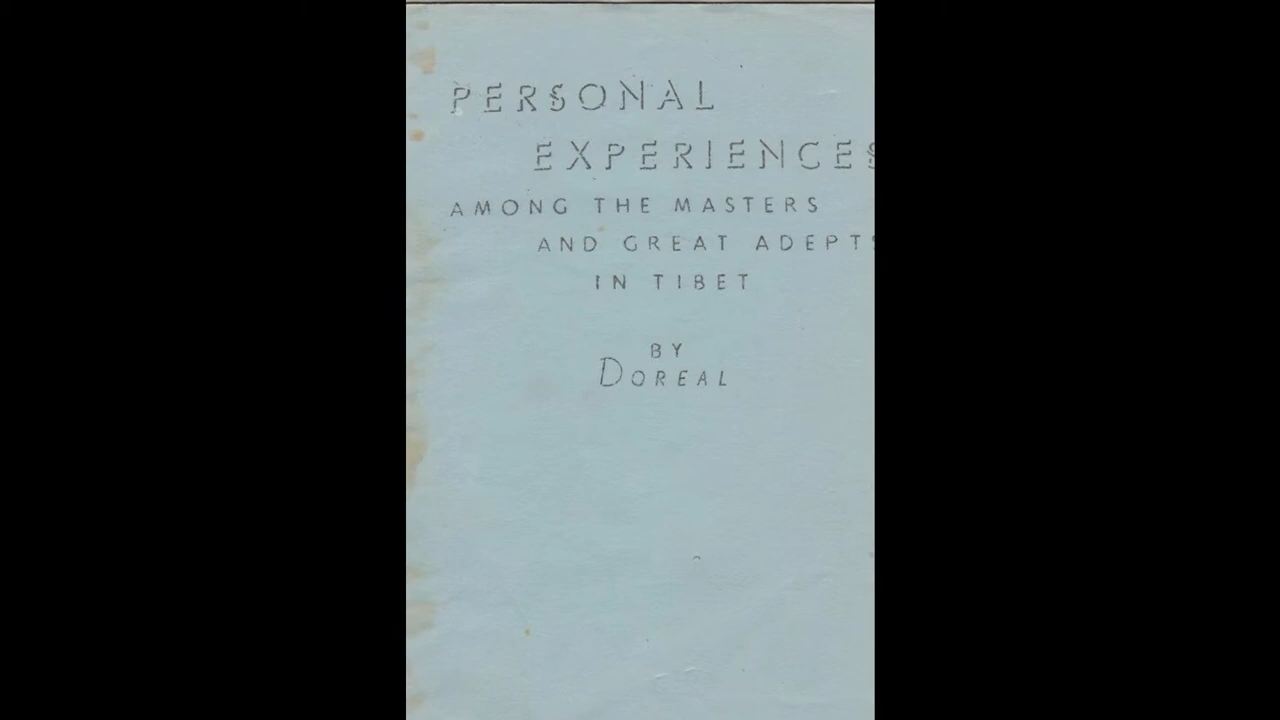 PERSONAL
EXPERIENCES
AMONG THE MASTERS
AND GREAT ADEPTS
IN TIBET
BY
DOREAL